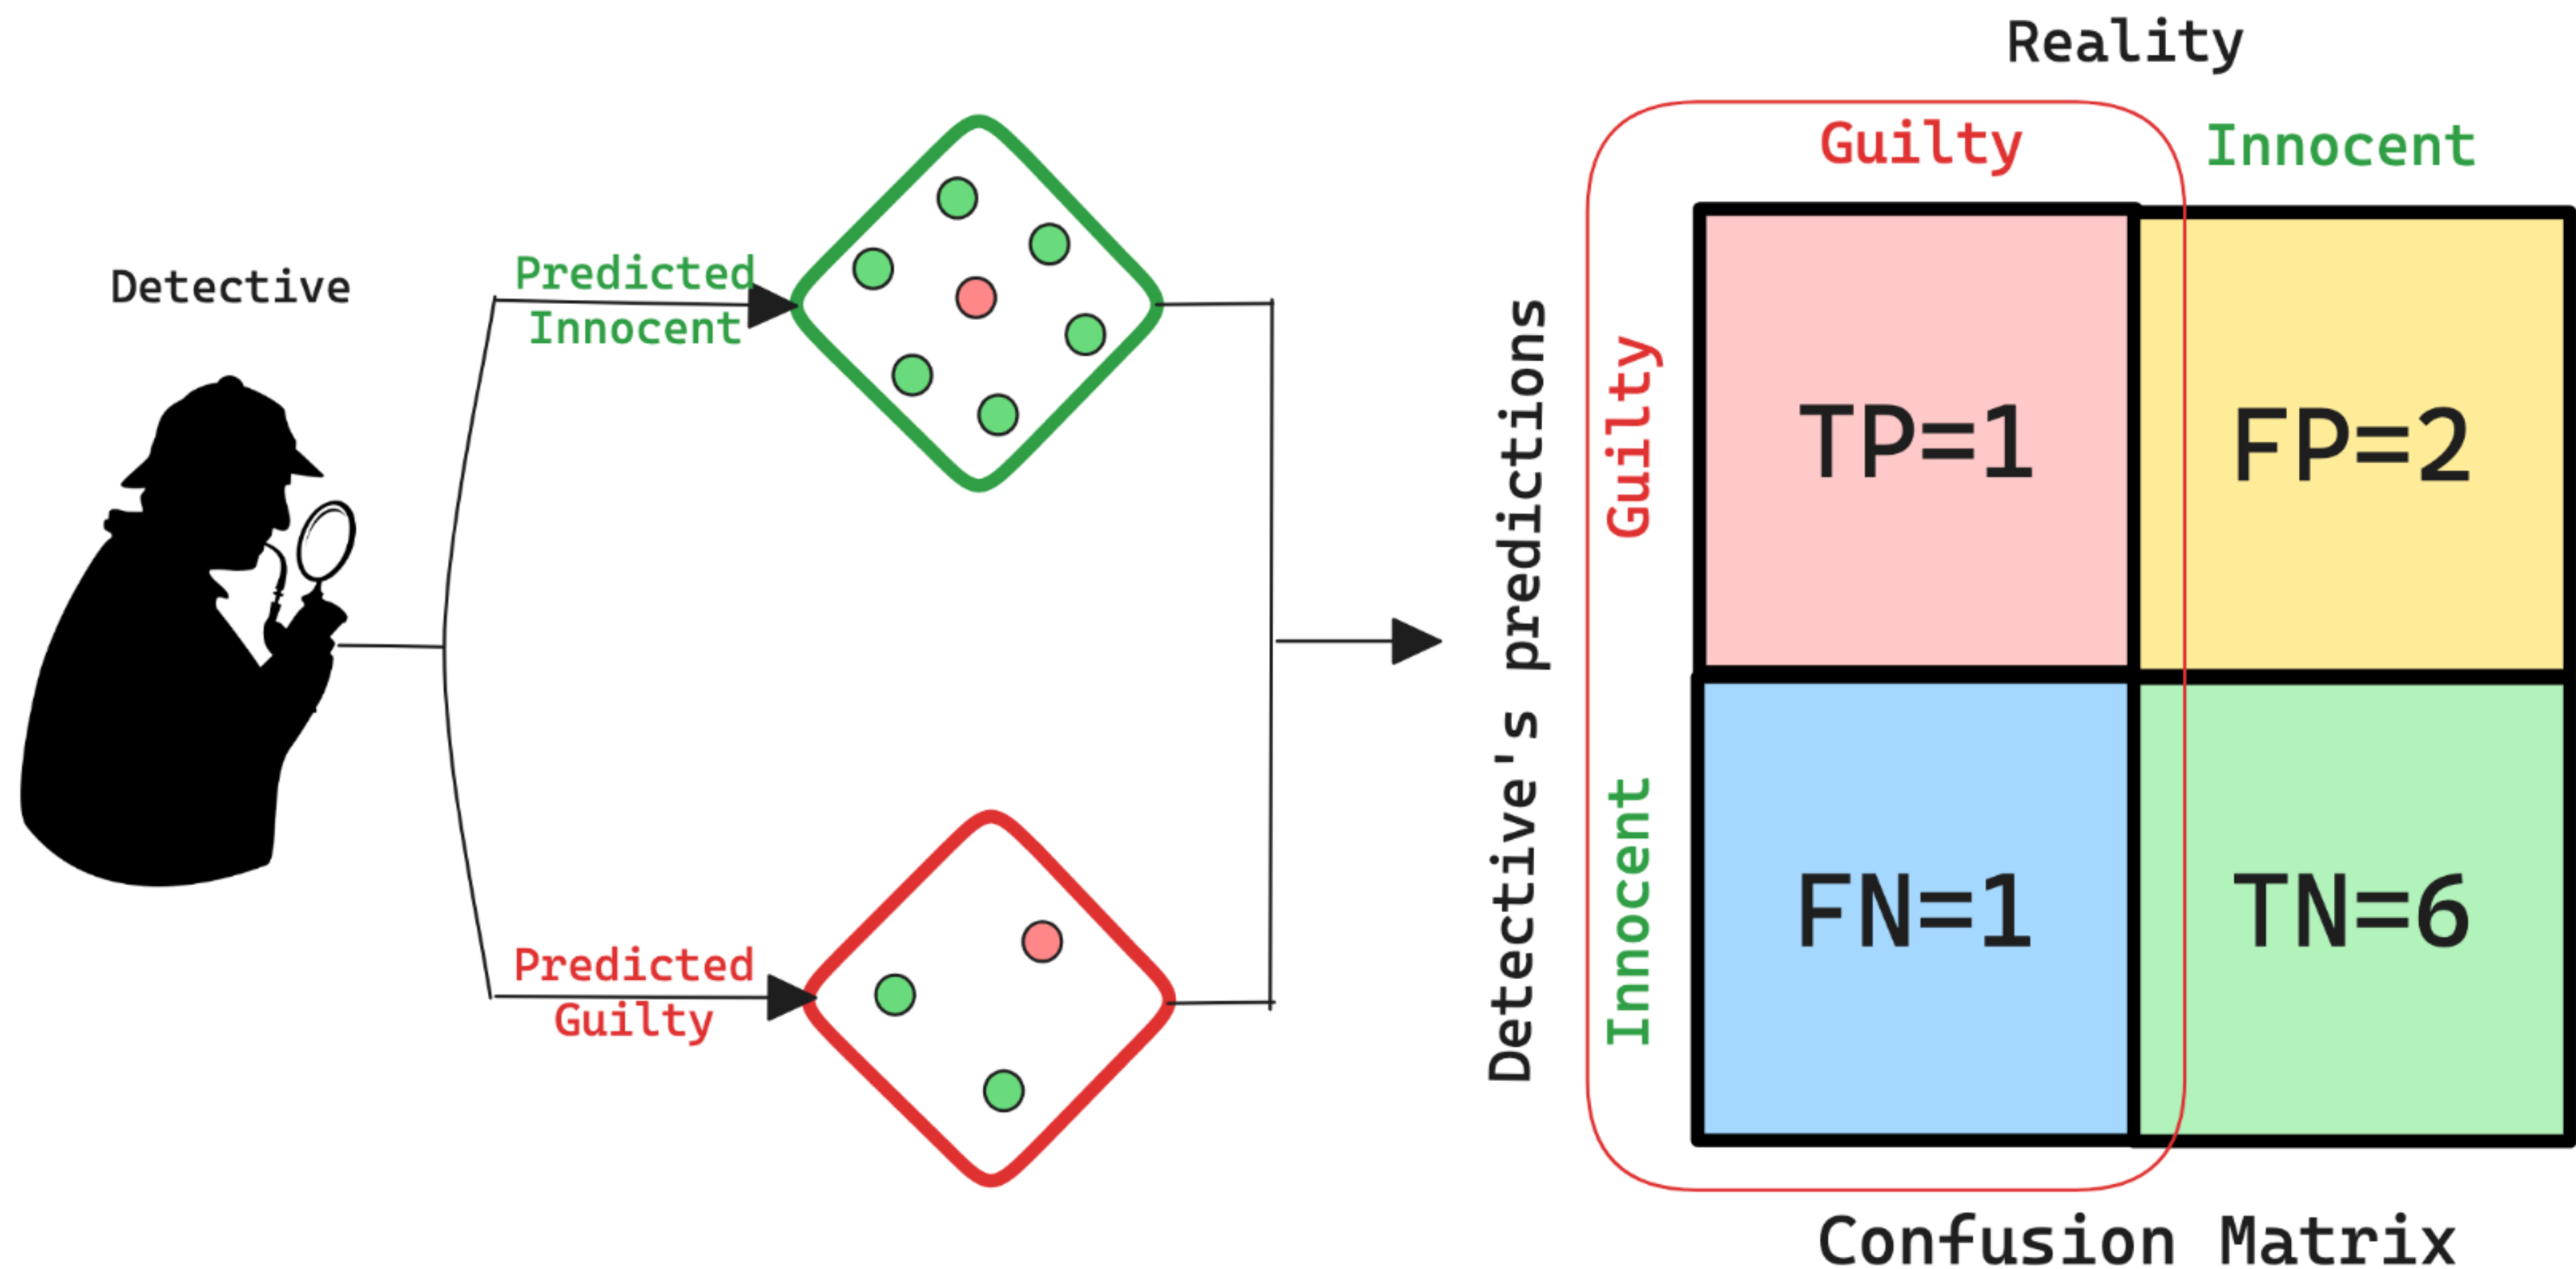 Detective
Predicted
Innocent
Predicted
Guilty
Reality
Guilty
Innocent
Detective's predictions
Guilty
Innocent
TP=1
FP=2
FN=1
TN=6
Confusion Matrix